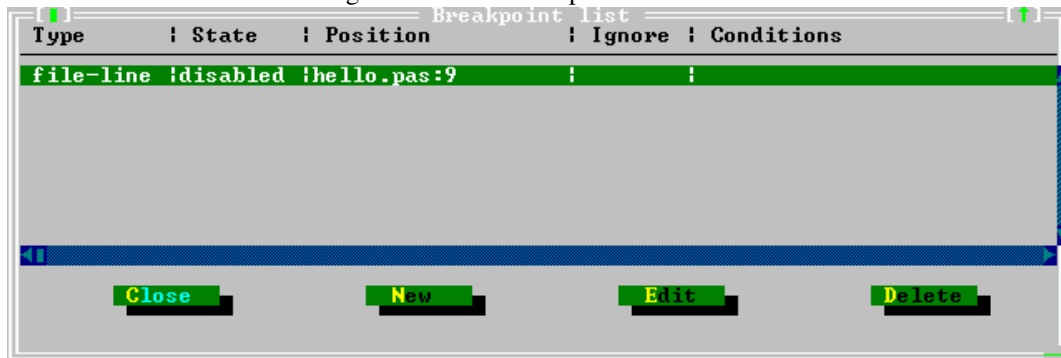 Breakpoint list
Type | State | Position | Ignore | Conditions
file-line |disabled |hello.pas:9 | |
Close New Edit Delete